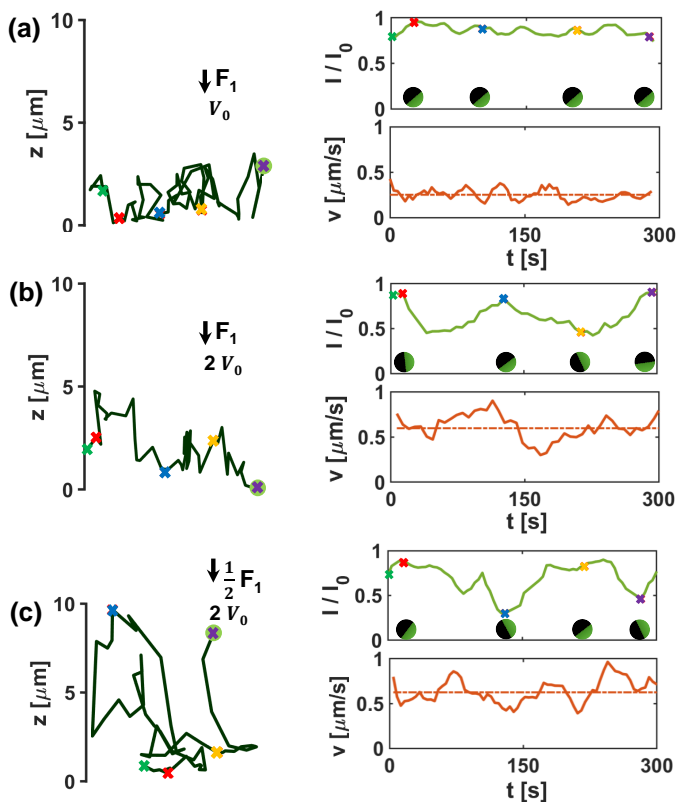 (a)
10
5
0
z [μm]
F₁
V₀
1
0.5
0
I / I₀
1
0.5
0
v [μm/s]
0
150
300
t [s]
(b)
10
5
0
z [μm]
F₁
2 V₀
1
0.5
0
I / I₀
1
0.5
0
v [μm/s]
0
150
300
t [s]
(c)
10
5
0
z [μm]
½ F₁
2 V₀
1
0.5
0
I / I₀
1
0.5
0
v [μm/s]
0
150
300
t [s]